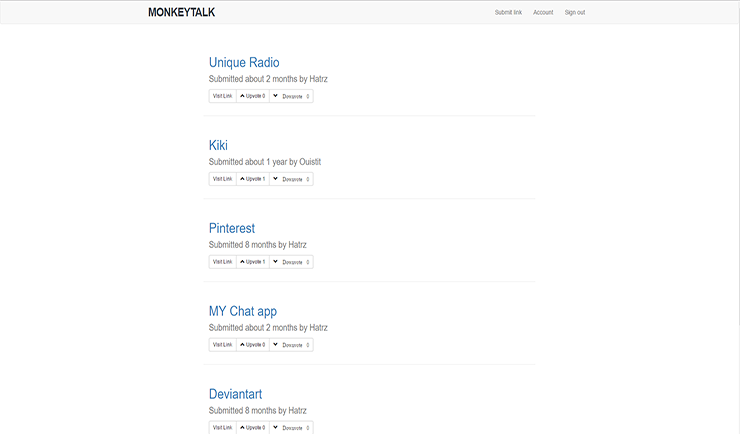 MONKEYTALK Submit link Account Sign out
Unique Radio
Submitted about 2 months by Hatrz
Visit Link Upvote 0 Downvote 0
Kiki
Submitted about 1 year by Ouistit
Visit Link Upvote 1 Downvote 0
Pinterest
Submitted 8 months by Hatrz
Visit Link Upvote 1 Downvote 0
MY Chat app
Submitted about 2 months by Hatrz
Visit Link Upvote 0 Downvote 0
Deviantart
Submitted 8 months by Hatrz
Visit Link Upvote 0 Downvote 0